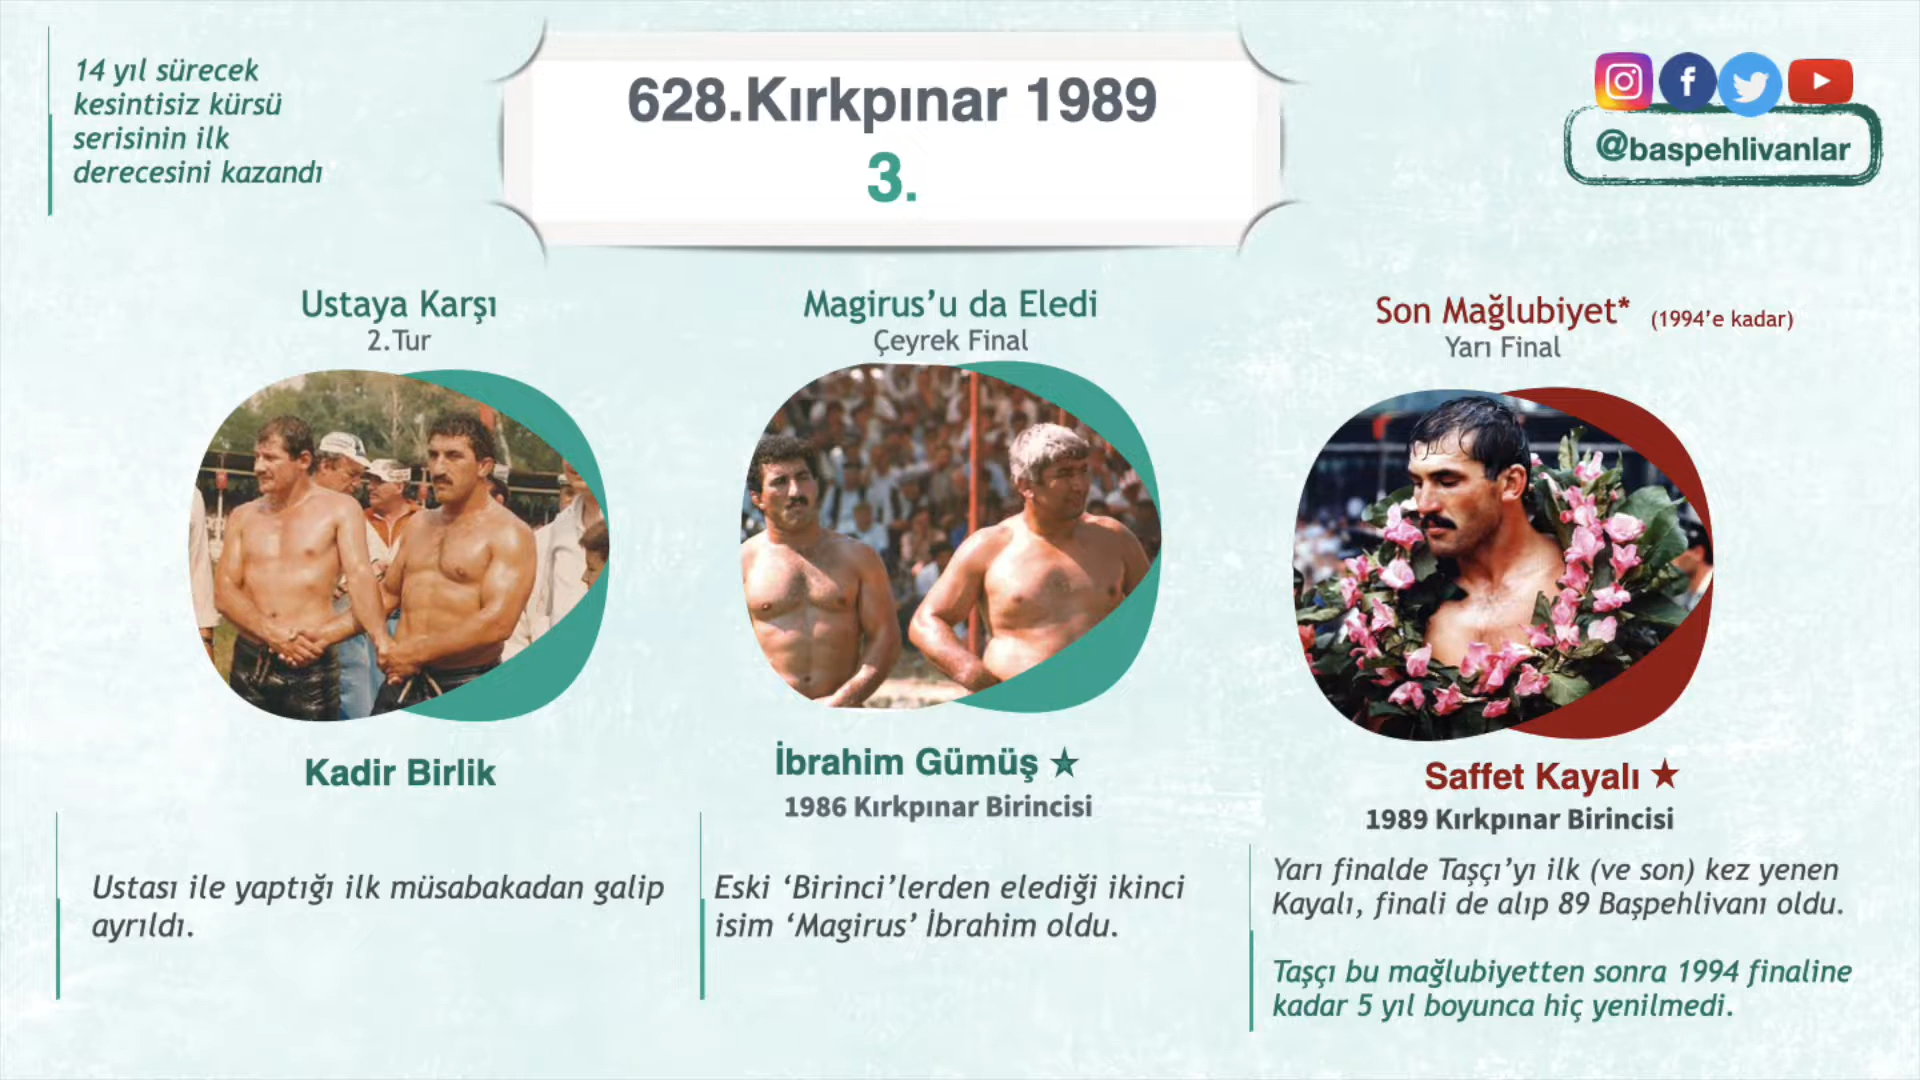 14 yıl sürecek
kesintisiz kürsü
serisinin ilk
derecesini kazandı
628.Kırkpınar 1989
3.
@baspehlivanlar
Ustaya Karşı
2.Tur
Kadir Birlik
Ustası ile yaptığı ilk müsabakadan galip
ayrıldı.
Magirus’u da Eledi
Çeyrek Final
İbrahim Gümüş
1986 Kırkpınar Birincisi
Eski ‘Birinci’lerden elediği ikinci
isim ‘Magirus’ İbrahim oldu.
Son Mağlubiyet* (1994’e kadar)
Yarı Final
Saffet Kayalı
1989 Kırkpınar Birincisi
Yarı finalde Taşçı’yı ilk (ve son) kez yenen
Kayalı, finali de alıp 89 Başpehlivanı oldu.
Taşçı bu mağlubiyetten sonra 1994 finaline
kadar 5 yıl boyunca hiç yenilmedi.